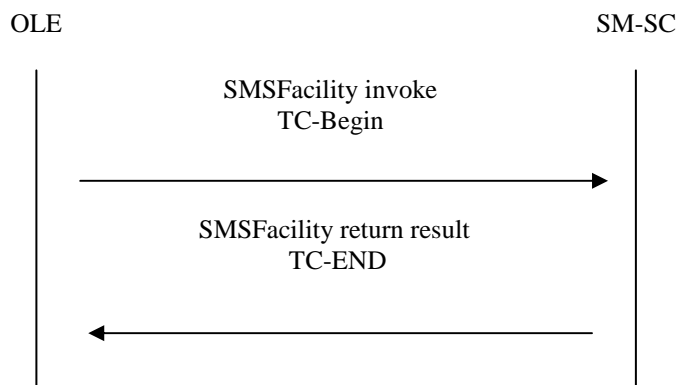 OLE
SM-SC
SMSFacility invoke
TC-Begin
SMSFacility return result
TC-END